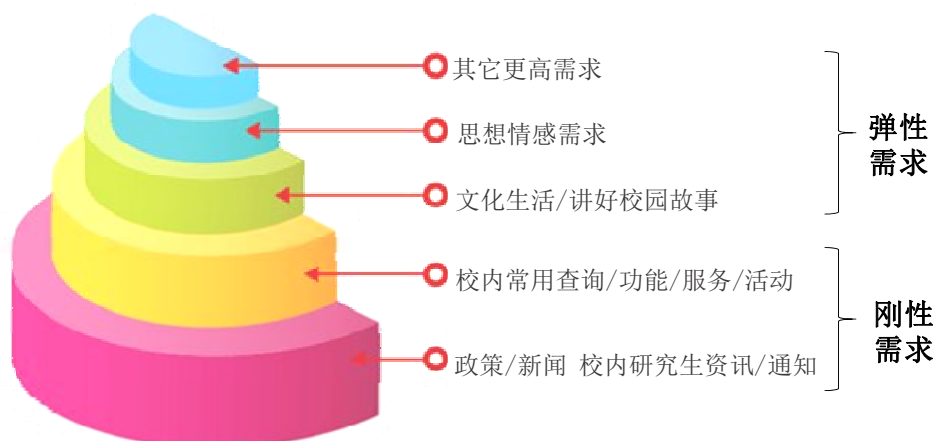 其它更高需求
思想情感需求
文化生活/讲好校园故事
弹性
需求
校内常用查询/功能/服务/活动
政策/新闻 校内研究生资讯/通知
刚性
需求